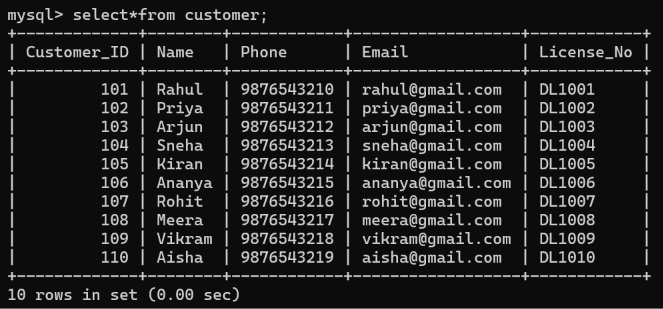 mysql> select*from customer;
+-------------+--------+------------+------------------+------------+
| Customer_ID | Name   | Phone      | Email            | License_No |
+-------------+--------+------------+------------------+------------+
|         101 | Rahul  | 9876543210 | rahul@gmail.com  | DL1001     |
|         102 | Priya  | 9876543211 | priya@gmail.com  | DL1002     |
|         103 | Arjun  | 9876543212 | arjun@gmail.com  | DL1003     |
|         104 | Sneha  | 9876543213 | sneha@gmail.com  | DL1004     |
|         105 | Kiran  | 9876543214 | kiran@gmail.com  | DL1005     |
|         106 | Ananya | 9876543215 | ananya@gmail.com | DL1006     |
|         107 | Rohit  | 9876543216 | rohit@gmail.com  | DL1007     |
|         108 | Meera  | 9876543217 | meera@gmail.com  | DL1008     |
|         109 | Vikram | 9876543218 | vikram@gmail.com | DL1009     |
|         110 | Aisha  | 9876543219 | aisha@gmail.com  | DL1010     |
+-------------+--------+------------+------------------+------------+
10 rows in set (0.00 sec)